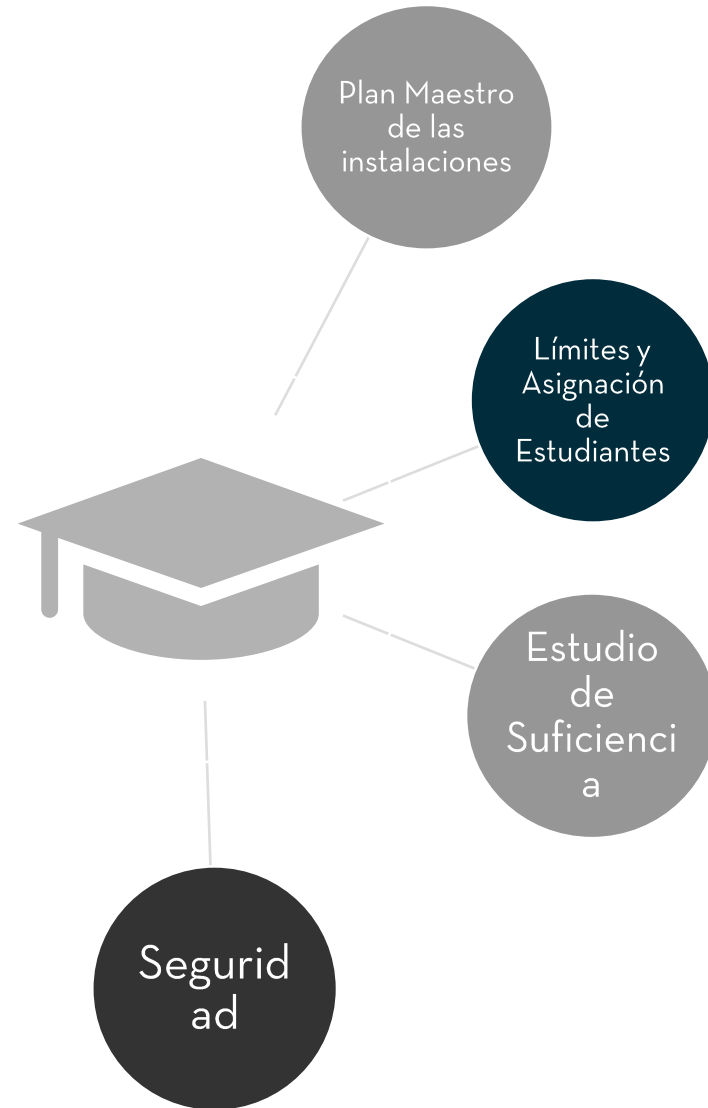 Plan Maestro
de las
instalaciones
Límites y
Asignación
de
Estudiantes
Estudio
de
Suficienci
a
Segurid
ad